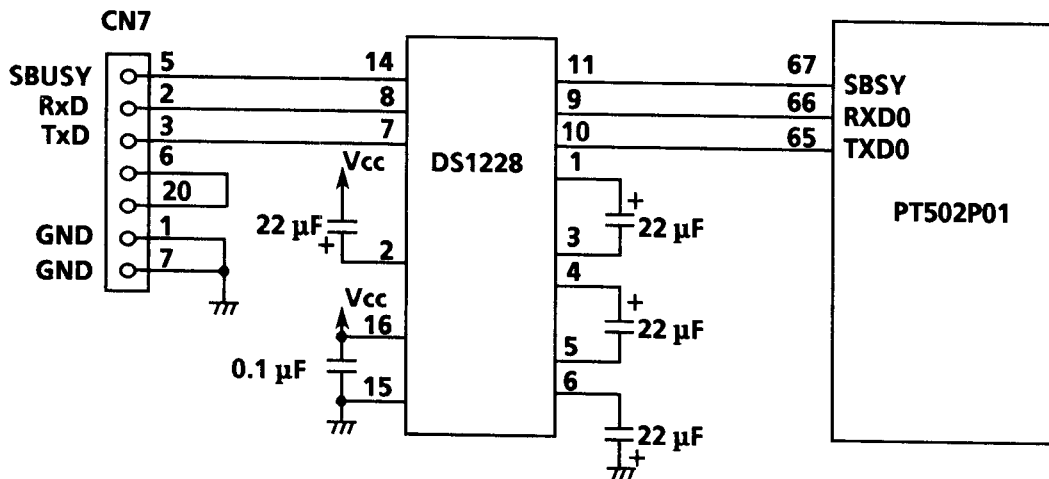 CN7
SBUSY 5 14 11 67 SBSY
RxD 2 8 9 66 RXD0
TxD 3 7 10 65 TXD0
6
20
GND 1
GND 7
DS1228
PT502P01
Vcc
22 µF
+
2
Vcc
16
0.1 µF
15
1
+
22 µF
3
4
+
22 µF
5
6
22 µF
+